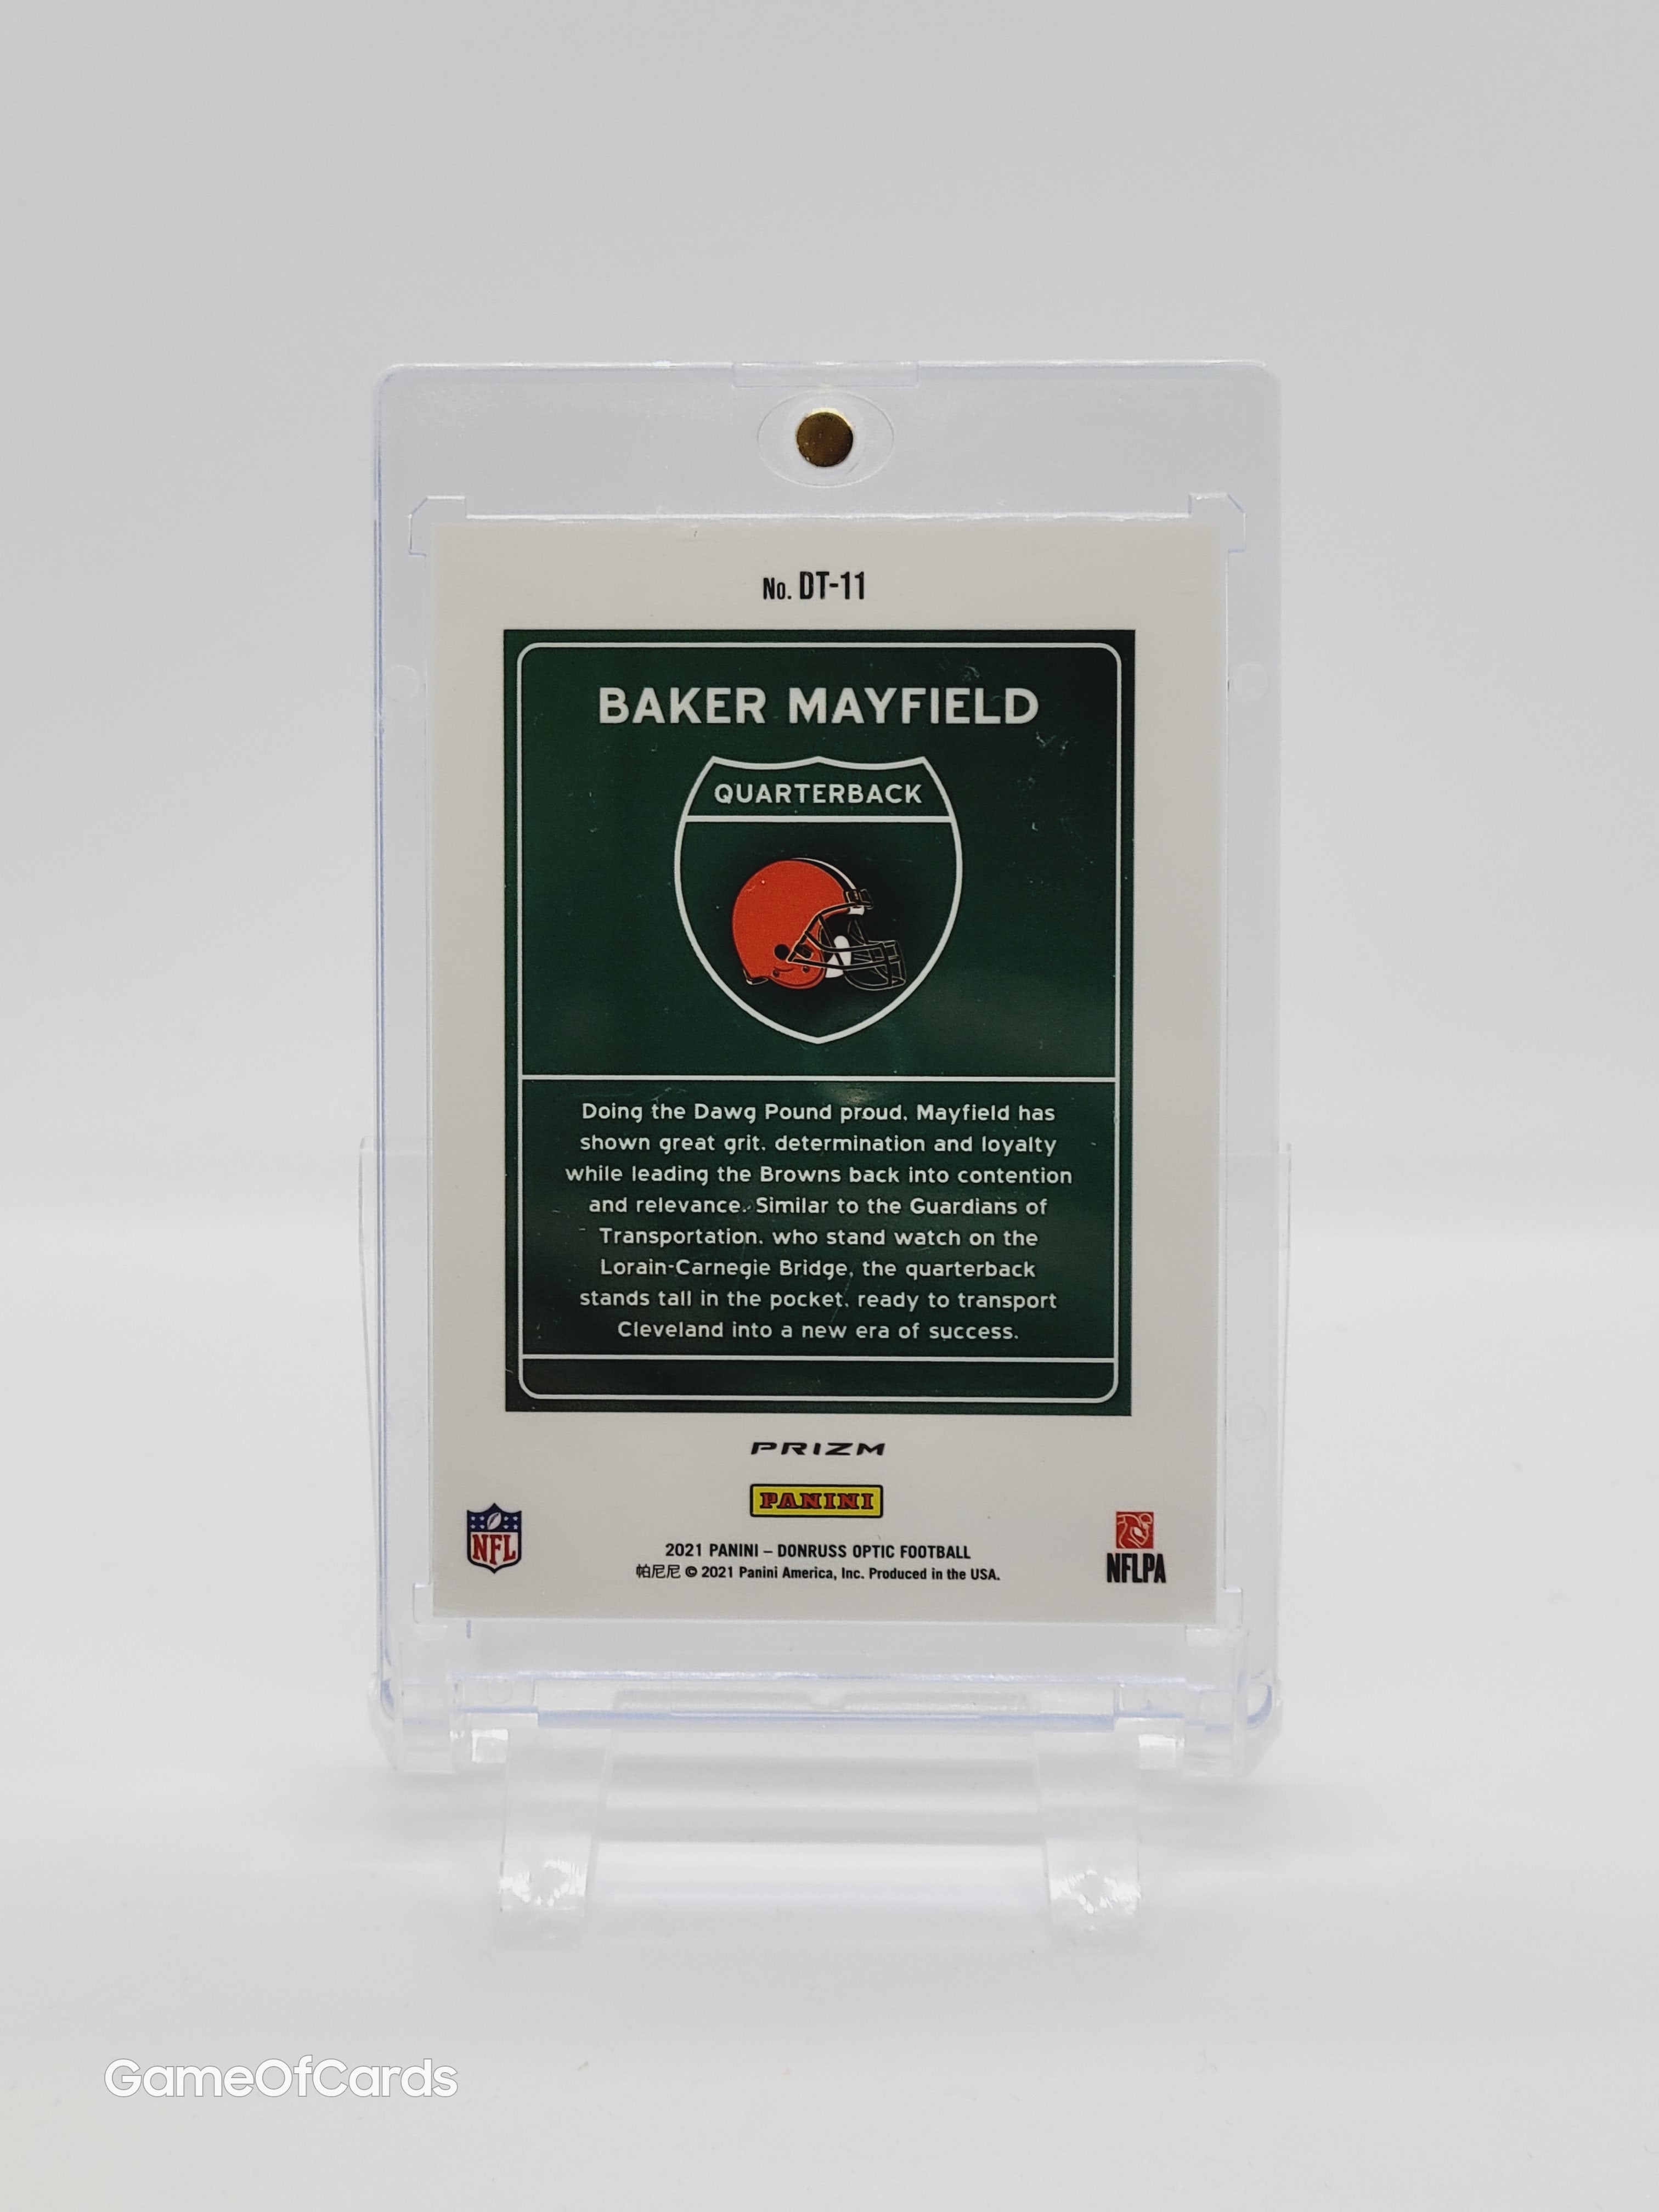 No. DT-11
BAKER MAYFIELD
QUARTERBACK
Doing the Dawg Pound proud, Mayfield has
shown great grit, determination and loyalty
while leading the Browns back into contention
and relevance. Similar to the Guardians of
Transportation, who stand watch on the
Lorain-Carnegie Bridge, the quarterback
stands tall in the pocket, ready to transport
Cleveland into a new era of success.
PRIZM
PANINI
NFL
NFLPA
2021 PANINI – DONRUSS OPTIC FOOTBALL
帕尼尼 © 2021 Panini America, Inc. Produced in the USA.
GameOfCards